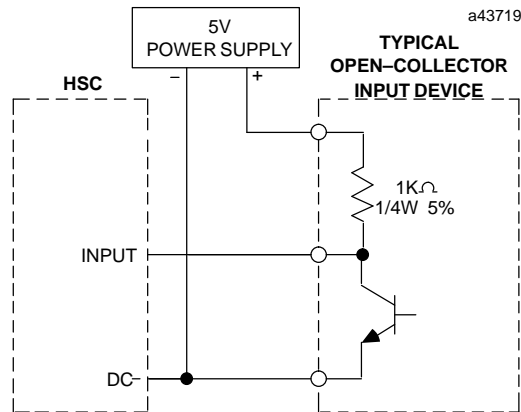 a43719
5V
POWER SUPPLY
– +
TYPICAL
OPEN–COLLECTOR
INPUT DEVICE
HSC
1KΩ
1/4W 5%
INPUT
DC–